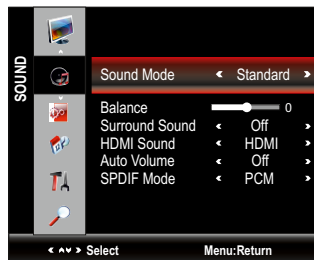 SOUND
Sound Mode Standard
Balance 0
Surround Sound Off
HDMI Sound HDMI
Auto Volume Off
SPDIF Mode PCM
Select Menu:Return